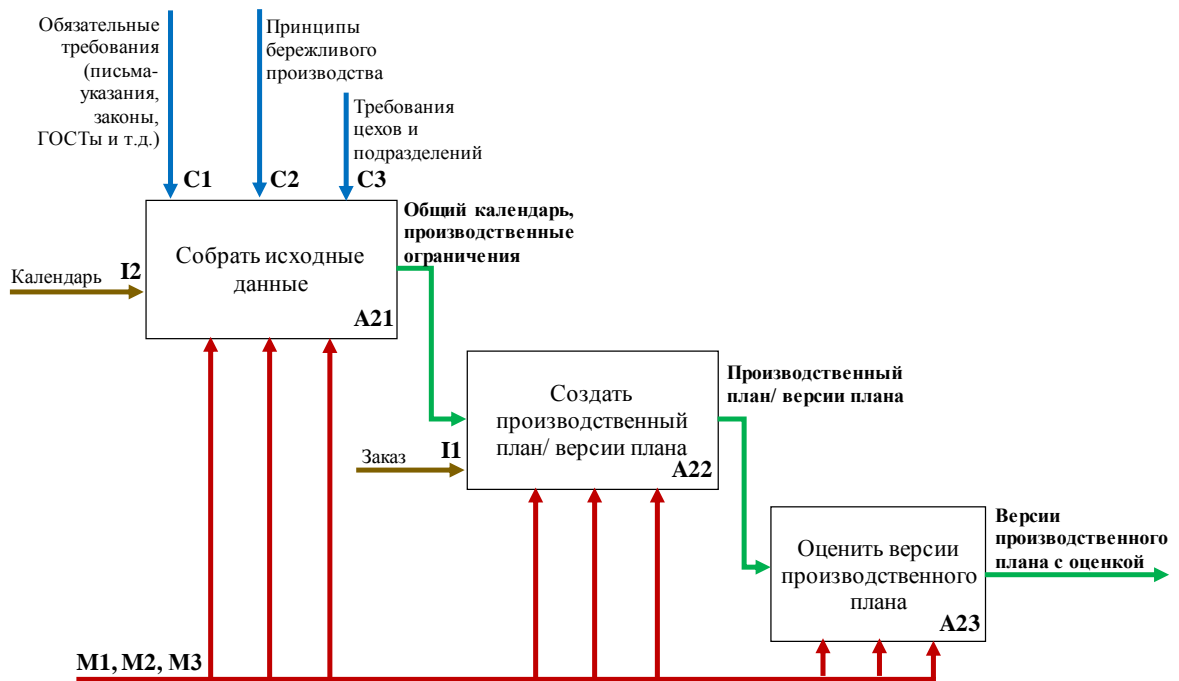 Обязательные
требования
(письма-
указания,
законы,
ГОСТы и т.д.)
Принципы
бережливого
производства
Требования
цехов и
подразделений
C1
C2
C3
Календарь
I2
Собрать исходные
данные
A21
Общий календарь,
производственные
ограничения
Заказ
I1
Создать
производственный
план/ версии плана
A22
Производственный
план/ версии плана
Оценить версии
производственного
плана
A23
Версии
производственного
плана с оценкой
M1, M2, M3